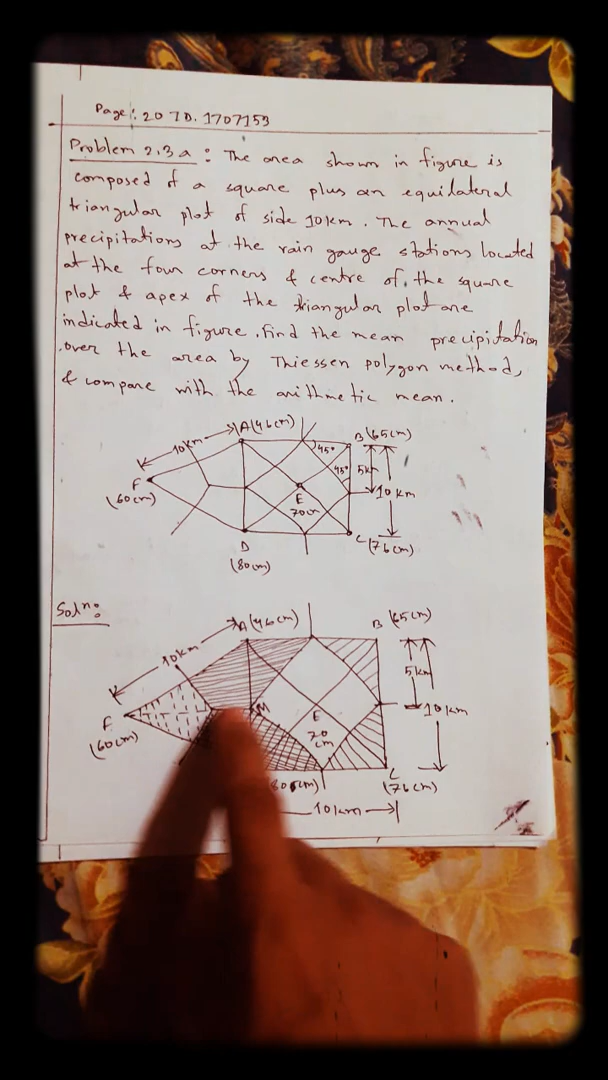 Page: 20 ID. 1707153
Problem 2.3a: The area shown in figure is
composed of a square plus an equilateral
triangular plot of side 10km. The annual
precipitations at the rain gauge stations located
at the four corners & centre of the square
plot & apex of the triangular plot are
indicated in figure. Find the mean precipitation
over the area by Thiessen polygon method,
& compare with the arithmetic mean.
A(46cm)
B(65cm)
10km
45°
45°
5km
10km
F
(60cm)
E
70cm
D
(80cm)
C(76cm)
Soln:
A(46cm)
B(65cm)
10km
5km
10km
M
F
(60cm)
E
70
cm
80cm)
C
(76cm)
10km